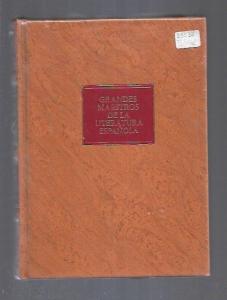 GRANDES
MAESTROS
DE LA
LITERATURA
ESPAÑOLA